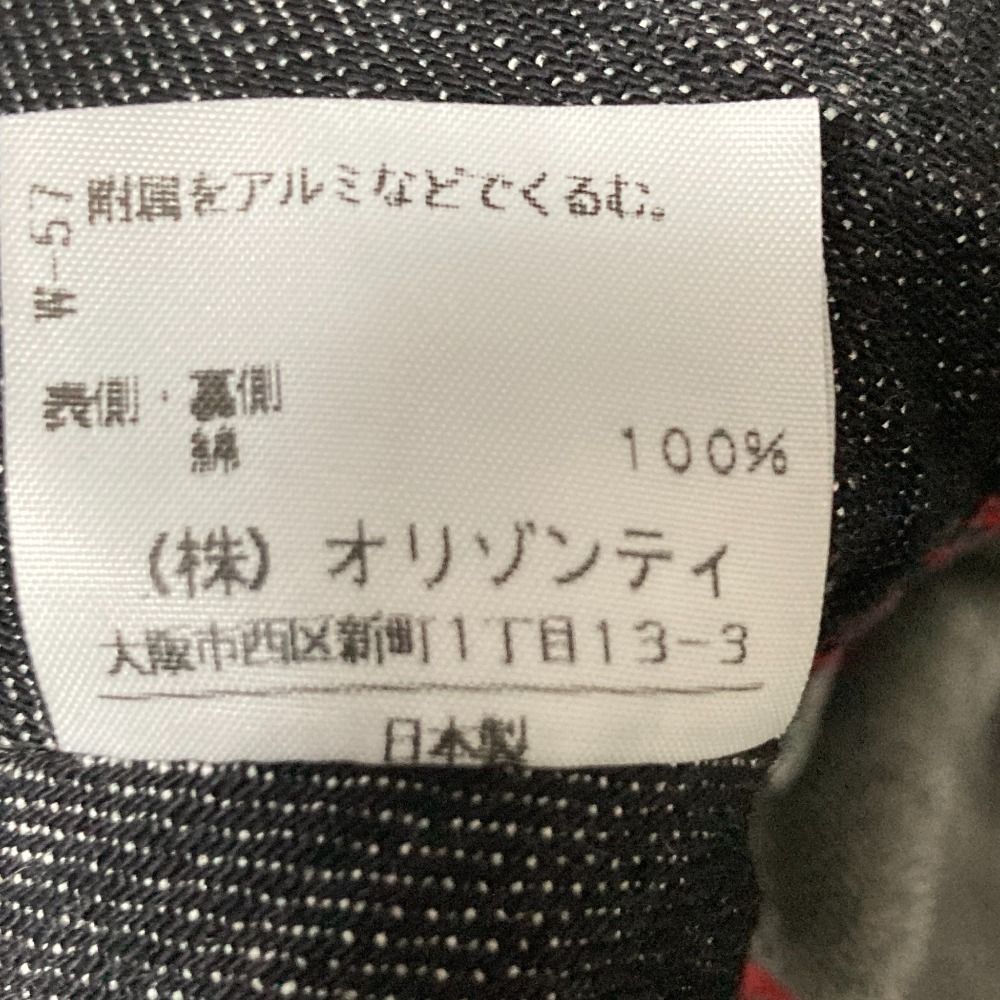 附属をアルミなどでくるむ。
W-57
表側・裏側
綿 100%
(株) オリゾンティ
大阪市西区新町1丁目13-3
日本製